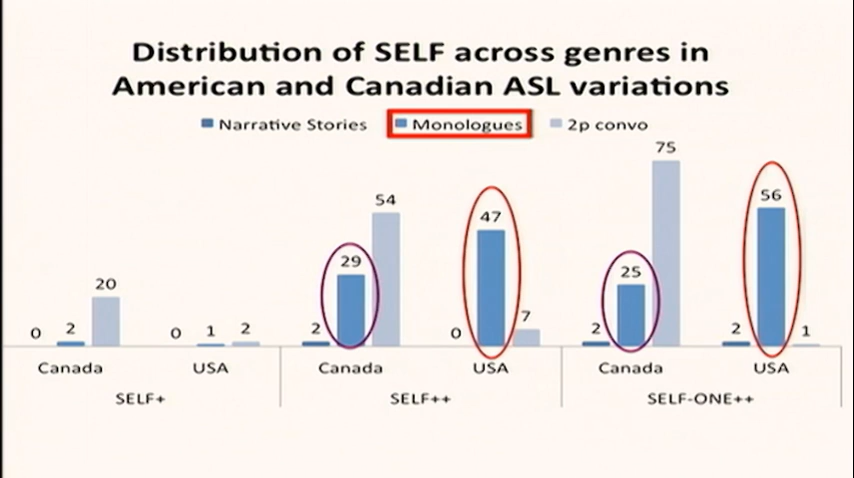 Distribution of SELF across genres in
American and Canadian ASL variations
Narrative Stories Monologues 2p convo
0 2 20 0 1 2 2 29 54 0 47 7 2 25 75 2 56 1
Canada USA Canada USA Canada USA
SELF+ SELF++ SELF-ONE++